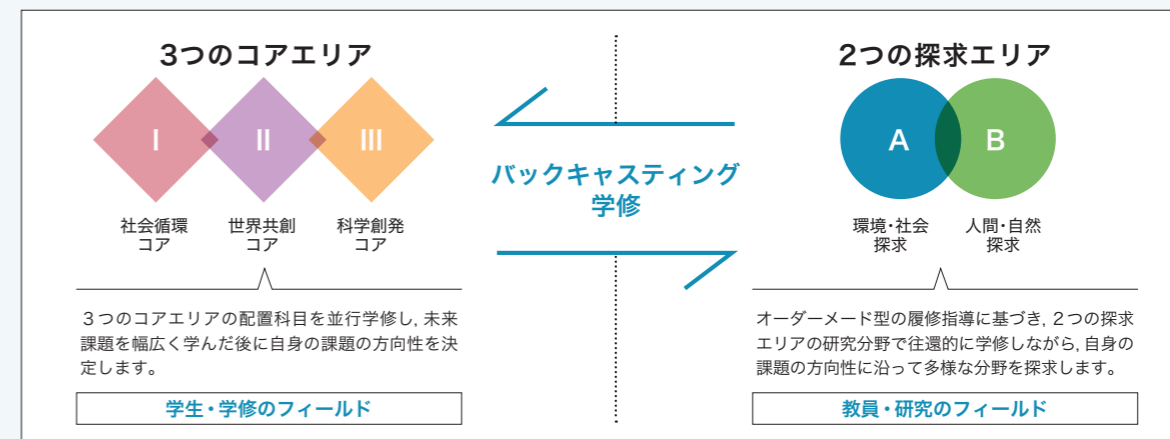 3つのコアエリア
I
II
III
社会循環
コア
世界共創
コア
科学創発
コア
3つのコアエリアの配置科目を並行学修し, 未来
課題を幅広く学んだ後に自身の課題の方向性を決
定します。
学生・学修のフィールド
バックキャスティング
学修
2つの探求エリア
A
B
環境・社会
探求
人間・自然
探求
オーダーメード型の履修指導に基づき, 2つの探求
エリアの研究分野で往還的に学修しながら, 自身の
課題の方向性に沿って多様な分野を探求します。
教員・研究のフィールド